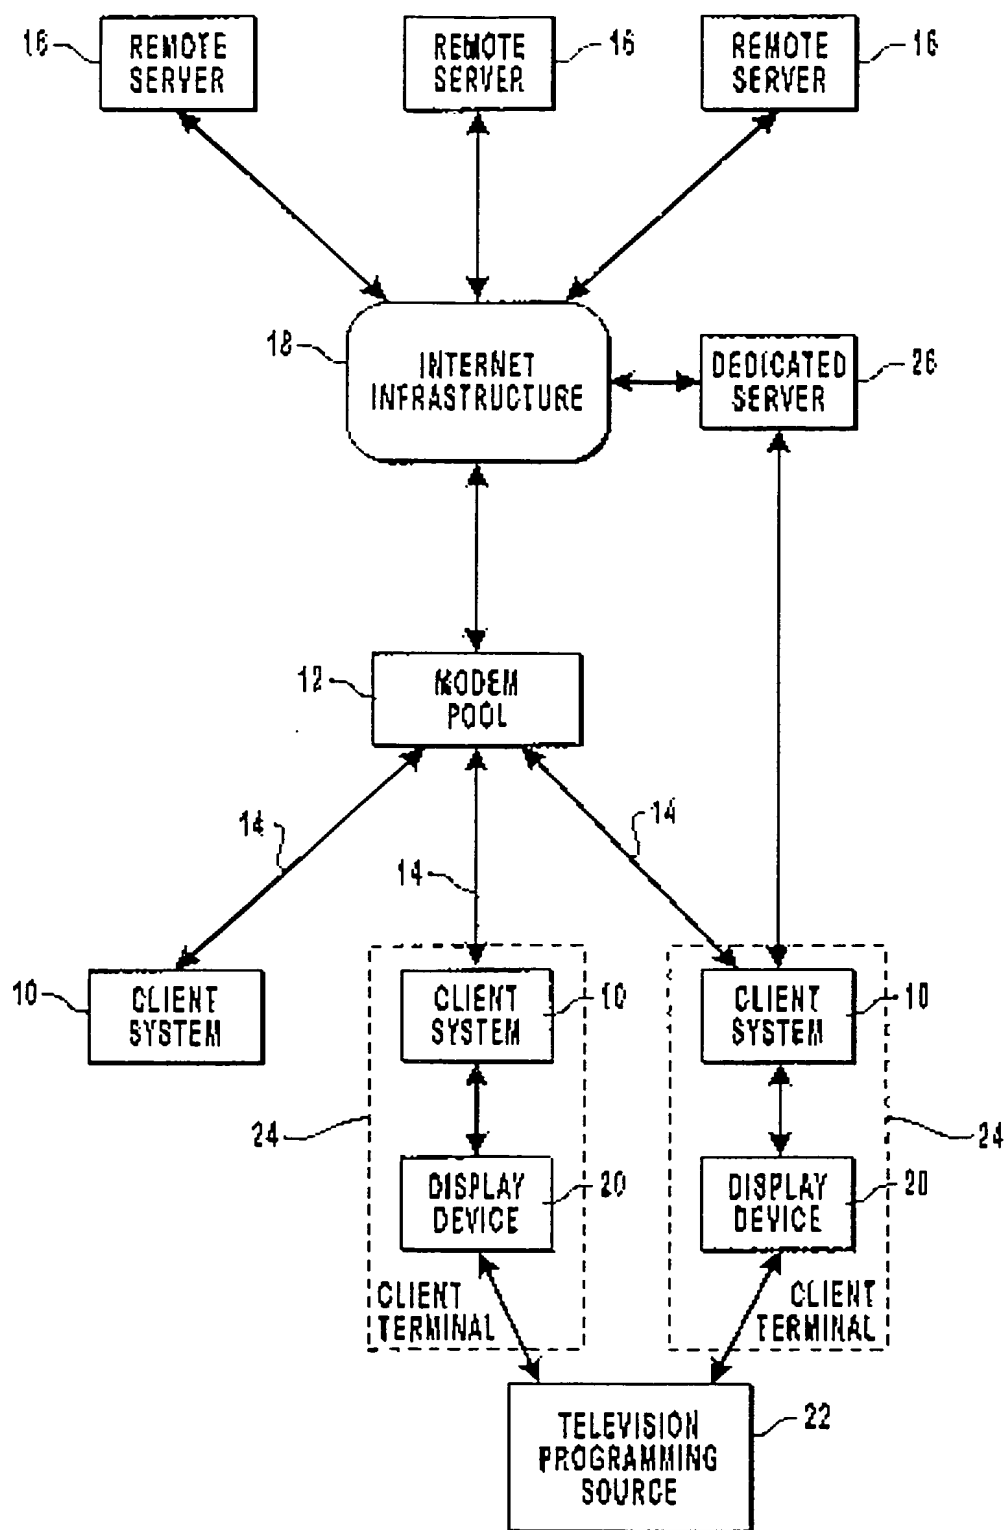 16
REMOTE
SERVER
REMOTE
SERVER
16
REMOTE
SERVER
16
18
INTERNET
INFRASTRUCTURE
DEDICATED
SERVER
26
12
MODEM
POOL
14
14
14
10
CLIENT
SYSTEM
CLIENT
SYSTEM
10
CLIENT
SYSTEM
10
24
24
DISPLAY
DEVICE
20
DISPLAY
DEVICE
20
CLIENT
TERMINAL
CLIENT
TERMINAL
TELEVISION
PROGRAMMING
SOURCE
22